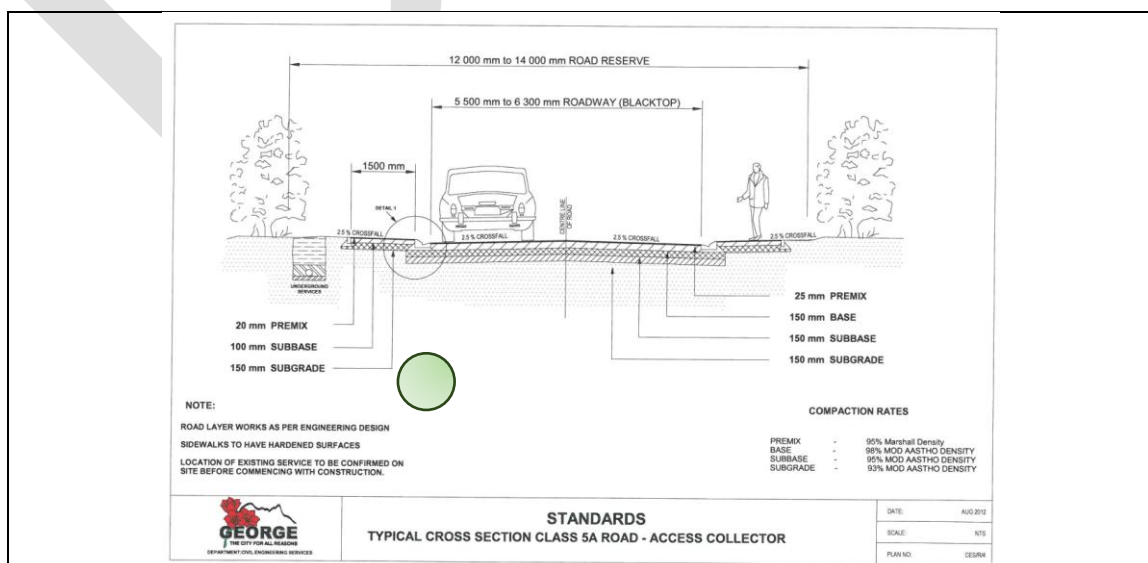 12 000 mm to 14 000 mm ROAD RESERVE
5 500 mm to 6 300 mm ROADWAY (BLACKTOP)
1500 mm
DETAIL 1
CENTRE LINE
OF ROAD
2.5 % CROSSFALL
2.5 % CROSSFALL
2.5 % CROSSFALL
2.5 % CROSSFALL
UNDERGROUND
SERVICES
20 mm PREMIX
100 mm SUBBASE
150 mm SUBGRADE
25 mm PREMIX
150 mm BASE
150 mm SUBBASE
150 mm SUBGRADE
NOTE:
ROAD LAYER WORKS AS PER ENGINEERING DESIGN
SIDEWALKS TO HAVE HARDENED SURFACES
LOCATION OF EXISTING SERVICE TO BE CONFIRMED ON
SITE BEFORE COMMENCING WITH CONSTRUCTION.
COMPACTION RATES
PREMIX - 95% Marshall Density
BASE - 98% MOD AASTHO DENSITY
SUBBASE - 95% MOD AASTHO DENSITY
SUBGRADE - 93% MOD AASTHO DENSITY
GEORGE
THE CITY FOR ALL REASONS
DEPARTMENT: CIVIL ENGINEERING SERVICES
STANDARDS
TYPICAL CROSS SECTION CLASS 5A ROAD - ACCESS COLLECTOR
DATE: AUG 2012
SCALE: NTS
PLAN NO: